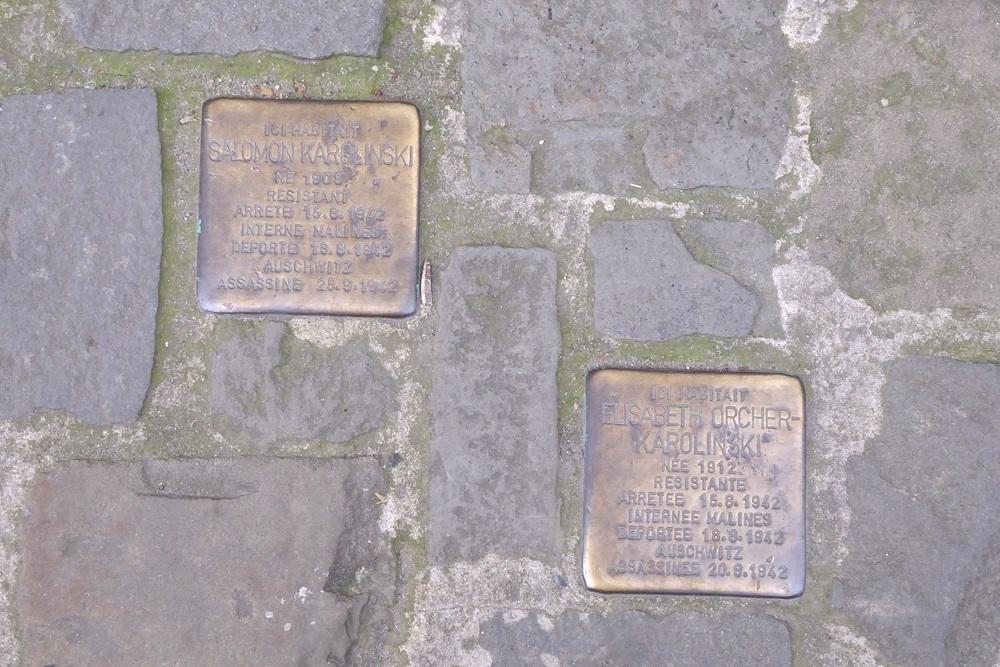 ICI HABITAIT
SALOMON KAROLINSKI
NE 1908
RESISTANT
ARRETE 15.8.1942
INTERNE MALINES
DEPORTE 18.8.1942
AUSCHWITZ
ASSASSINE 25.9.1942
ICI HABITAIT
ELISABETH ORCHER-
KAROLINSKI
NEE 1912
RESISTANTE
ARRETEE 15.8.1942
INTERNEE MALINES
DEPORTEE 18.8.1942
AUSCHWITZ
ASSASSINEE 20.8.1942